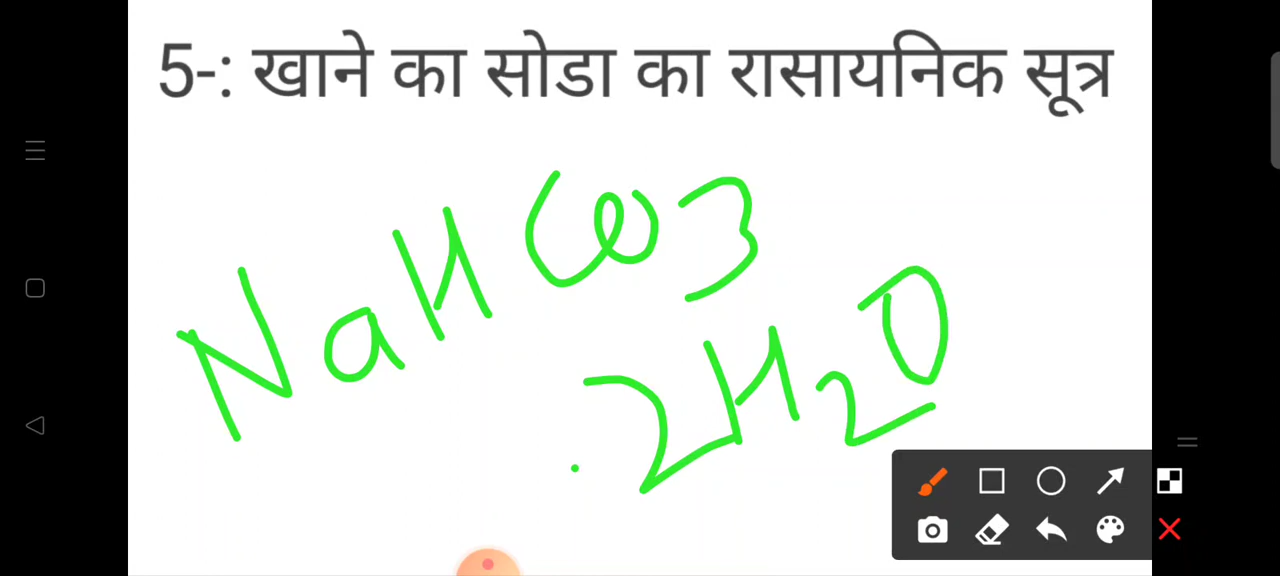 5-: खाने का सोडा का रासायनिक सूत्र
NaHCO3
.2H2O